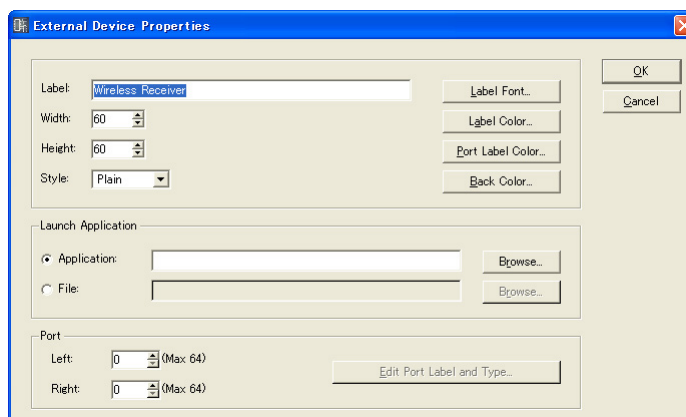 External Device Properties
Label: Wireless Receiver
Label Font...
OK
Width: 60
Label Color...
Cancel
Height: 60
Port Label Color...
Style: Plain
Back Color...
Launch Application
Application:
Browse...
File:
Browse...
Port
Left: 0 (Max 64)
Edit Port Label and Type...
Right: 0 (Max 64)